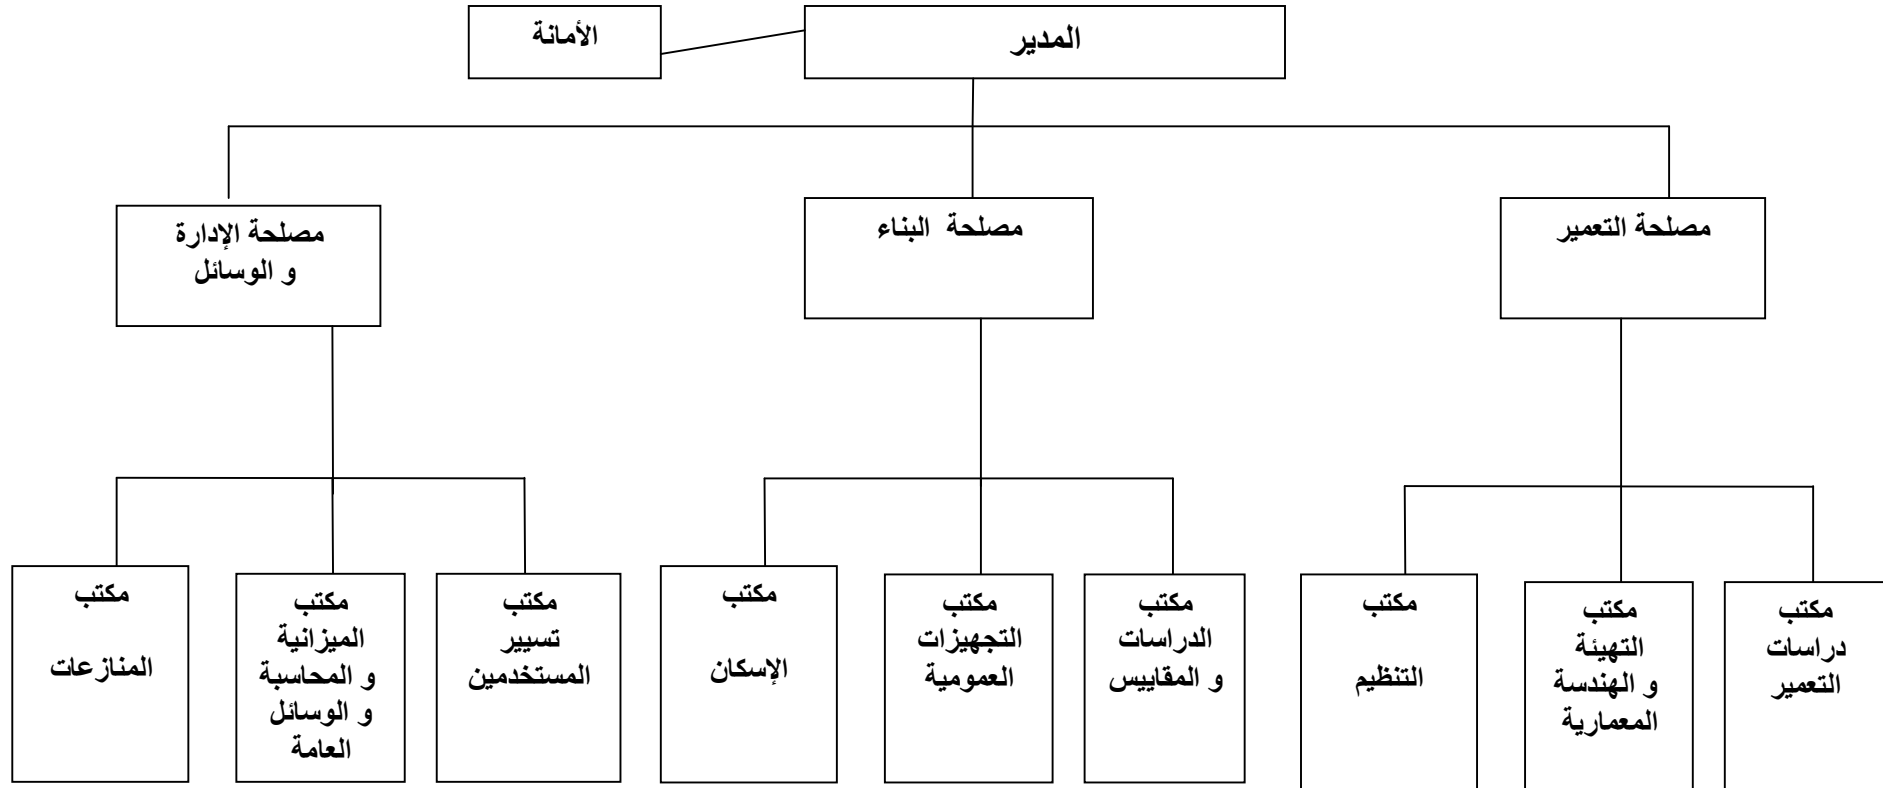 المدير
الأمانة
مصلحة التعمير
مصلحة البناء
مصلحة الإدارة
و الوسائل
مكتب
دراسات
التعمير
مكتب
التهيئة
و الهندسة
المعمارية
مكتب
التنظيم
مكتب
الدراسات
و المقاييس
مكتب
التجهيزات
العمومية
مكتب
الإسكان
مكتب
تسيير
المستخدمين
مكتب
الميزانية
و المحاسبة
و الوسائل
العامة
مكتب
المنازعات